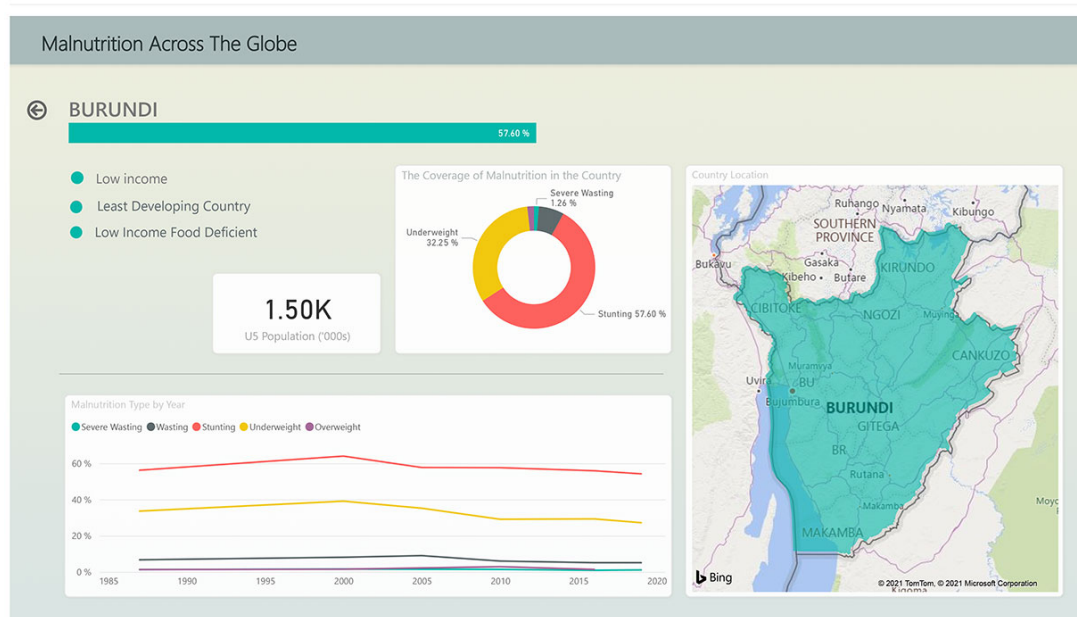 Malnutrition Across The Globe
BURUNDI
57.60 %
Low income
Least Developing Country
Low Income Food Deficient
1.50K
US Population ('000s)
The Coverage of Malnutrition in the Country
Severe Wasting
1.26 %
Underweight
32.25 %
Stunting 57.60 %
Malnutrition Type by Year
Severe Wasting Wasting Stunting Underweight Overweight
60 %
40 %
20 %
0 %
1985 1990 1995 2000 2005 2010 2015 2020
Country Location
Ruhango
Nyamata
Kibungo
SOUTHERN
PROVINCE
Bukavu
Gasaka
Kibeho
Butare
KIRUNDO
CIBITOKE
NGOZI
Muyinga
CANKUZO
Muramvya
Uvira
BU
Bujumbura
BURUNDI
GITEGA
BR
Rutana
Makamba
MAKAMBA
Bing
© 2021 TomTom, © 2021 Microsoft Corporation
Kigoma